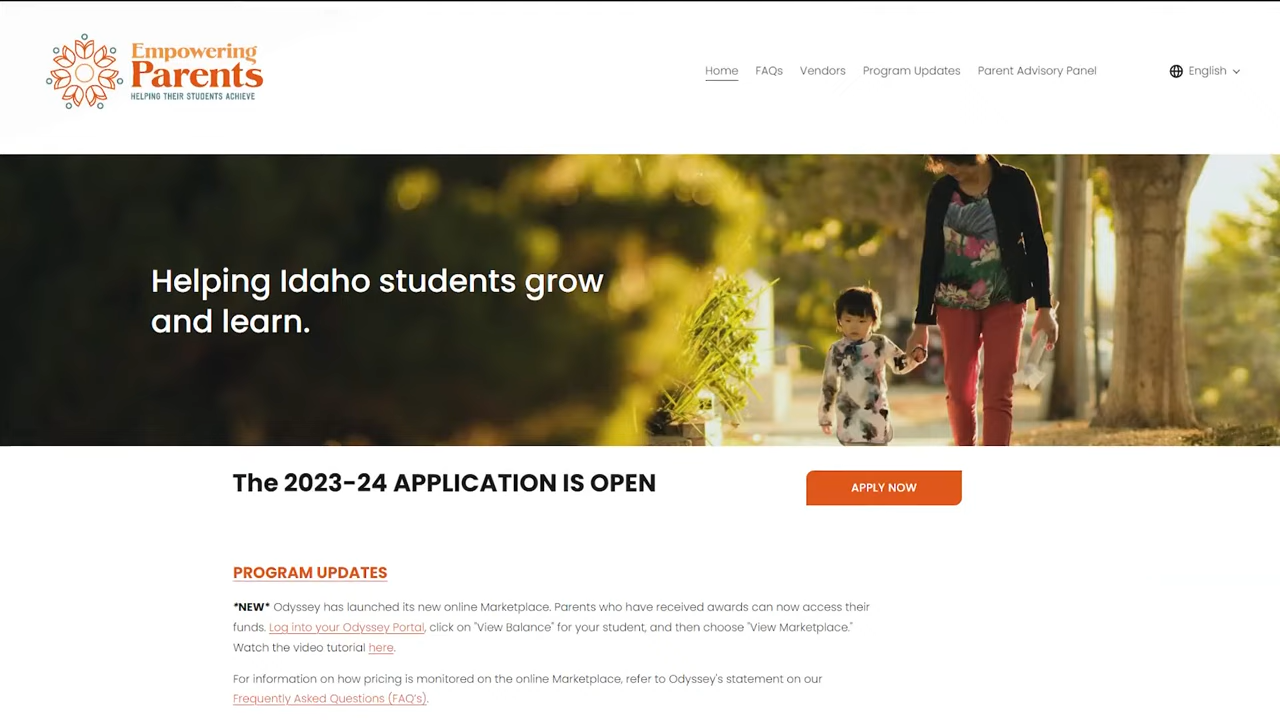 Empowering
Parents
HELPING THEIR STUDENTS ACHIEVE
Home FAQs Vendors Program Updates Parent Advisory Panel English
Helping Idaho students grow
and learn.
The 2023-24 APPLICATION IS OPEN
APPLY NOW
PROGRAM UPDATES
*NEW* Odyssey has launched its new online Marketplace. Parents who have received awards can now access their
funds. Log into your Odyssey Portal, click on "View Balance" for your student, and then choose "View Marketplace."
Watch the video tutorial here.
For information on how pricing is monitored on the online Marketplace, refer to Odyssey's statement on our
Frequently Asked Questions (FAQ's).